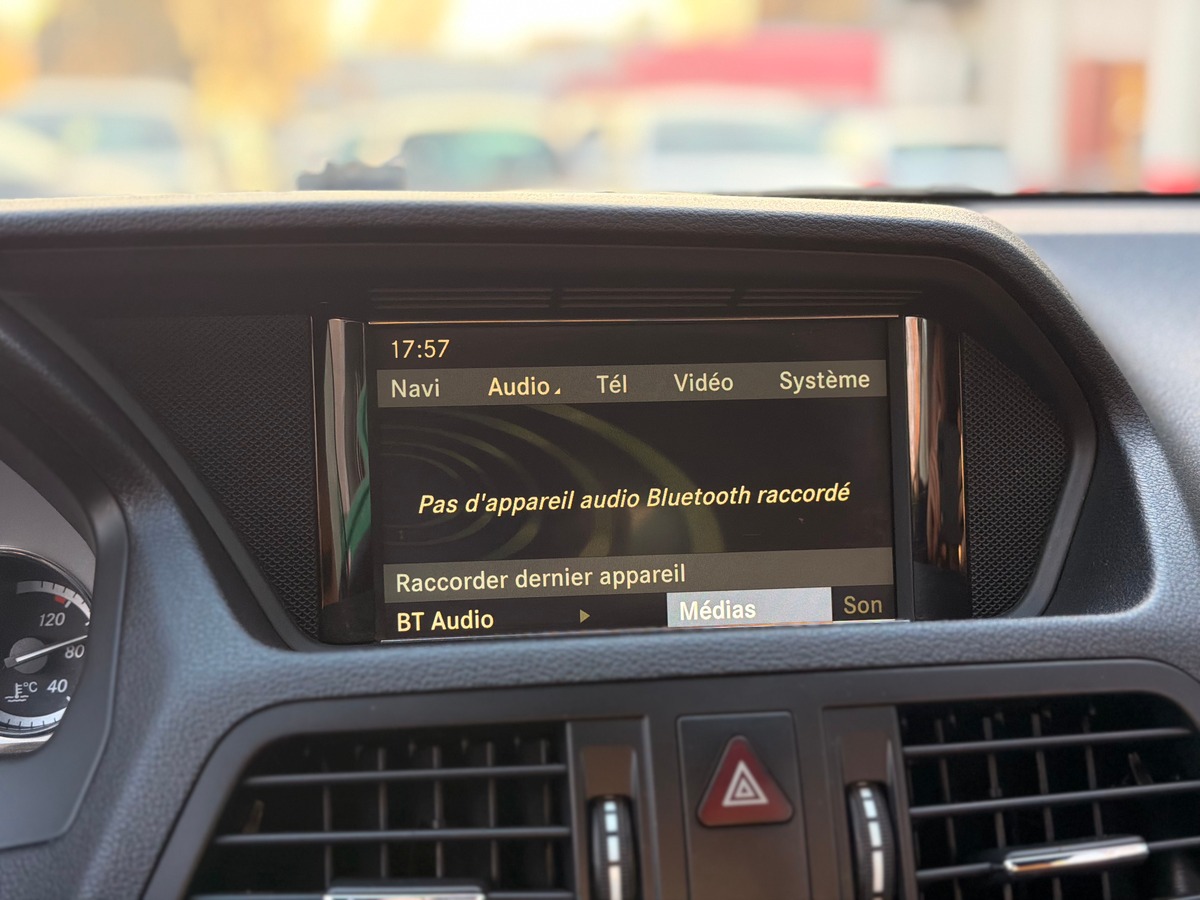 17:57
Navi Audio Tél Vidéo Système
Pas d'appareil audio Bluetooth raccordé
Raccorder dernier appareil
BT Audio Médias Son
120
80
°C 40